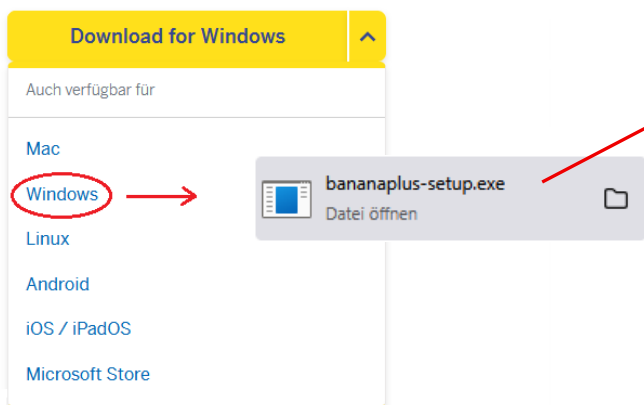 Download for Windows
Auch verfügbar für
Mac
Windows
bananaplus-setup.exe
Datei öffnen
Linux
Android
iOS / iPadOS
Microsoft Store